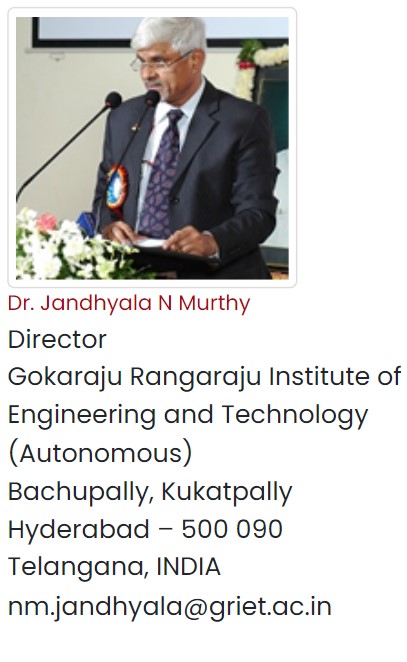 Dr. Jandhyala N Murthy
Director
Gokaraju Rangaraju Institute of
Engineering and Technology
(Autonomous)
Bachupally, Kukatpally
Hyderabad – 500 090
Telangana, INDIA
nm.jandhyala@griet.ac.in